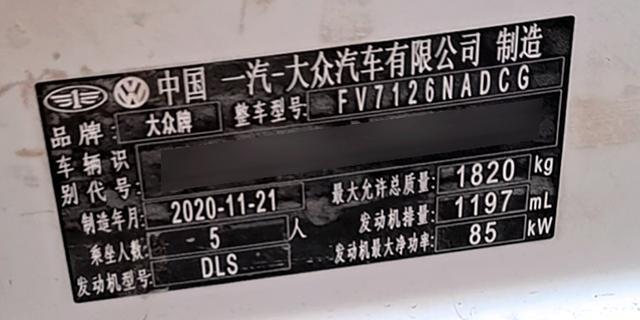 中国 一汽-大众汽车有限公司 制造
品牌: 大众牌 整车型号: FV7126NADCG
车辆识
别代号:
制造年月: 2020-11-21 最大允许总质量: 1820 kg
乘坐人数: 5 人 发动机排量: 1197 mL
发动机型号: DLS 发动机最大净功率: 85 kW